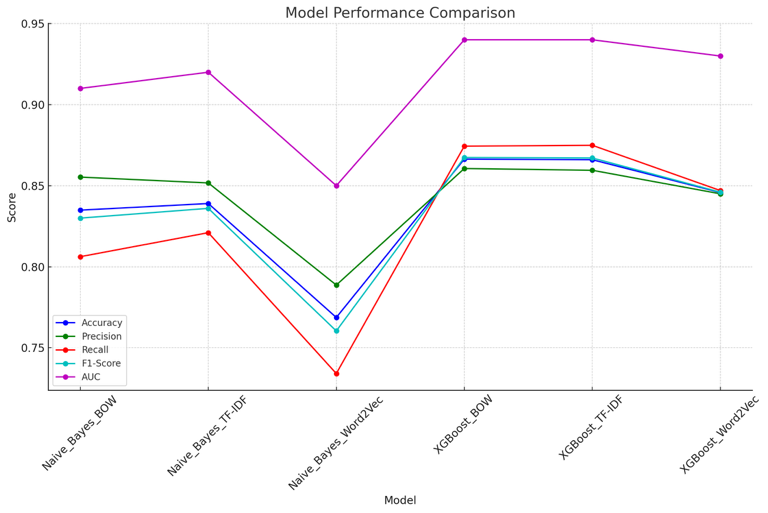 Model Performance Comparison
0.95
0.90
0.85
0.80
0.75
Score
Accuracy
Precision
Recall
F1-Score
AUC
Naive_Bayes_BOW
Naive_Bayes_TF-IDF
Naive_Bayes_Word2Vec
XGBoost_BOW
XGBoost_TF-IDF
XGBoost_Word2Vec
Model